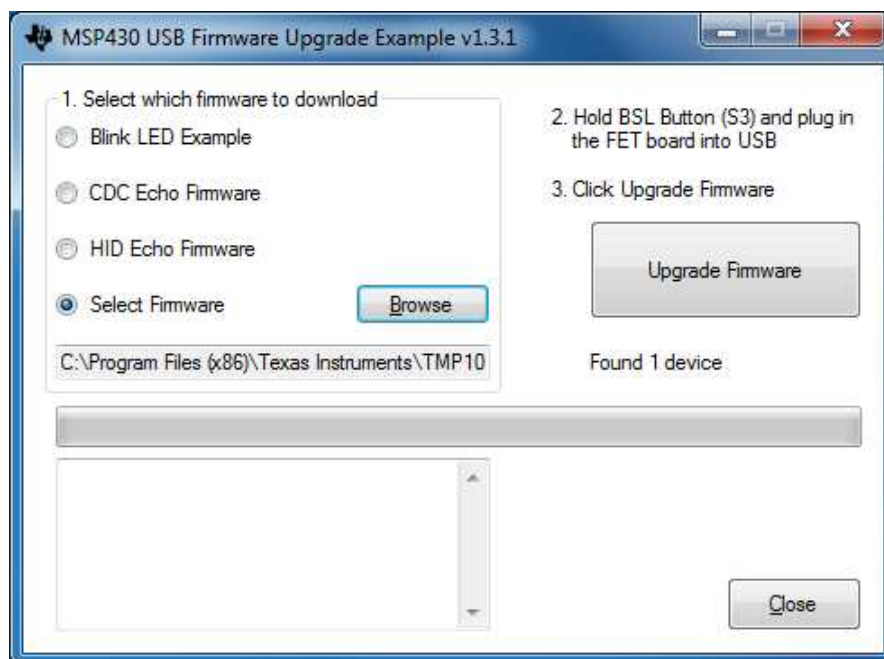 MSP430 USB Firmware Upgrade Example v1.3.1
1. Select which firmware to download
Blink LED Example
CDC Echo Firmware
HID Echo Firmware
Select Firmware
Browse
C:\Program Files (x86)\Texas Instruments\TMP10
2. Hold BSL Button (S3) and plug in
the FET board into USB
3. Click Upgrade Firmware
Upgrade Firmware
Found 1 device
Close